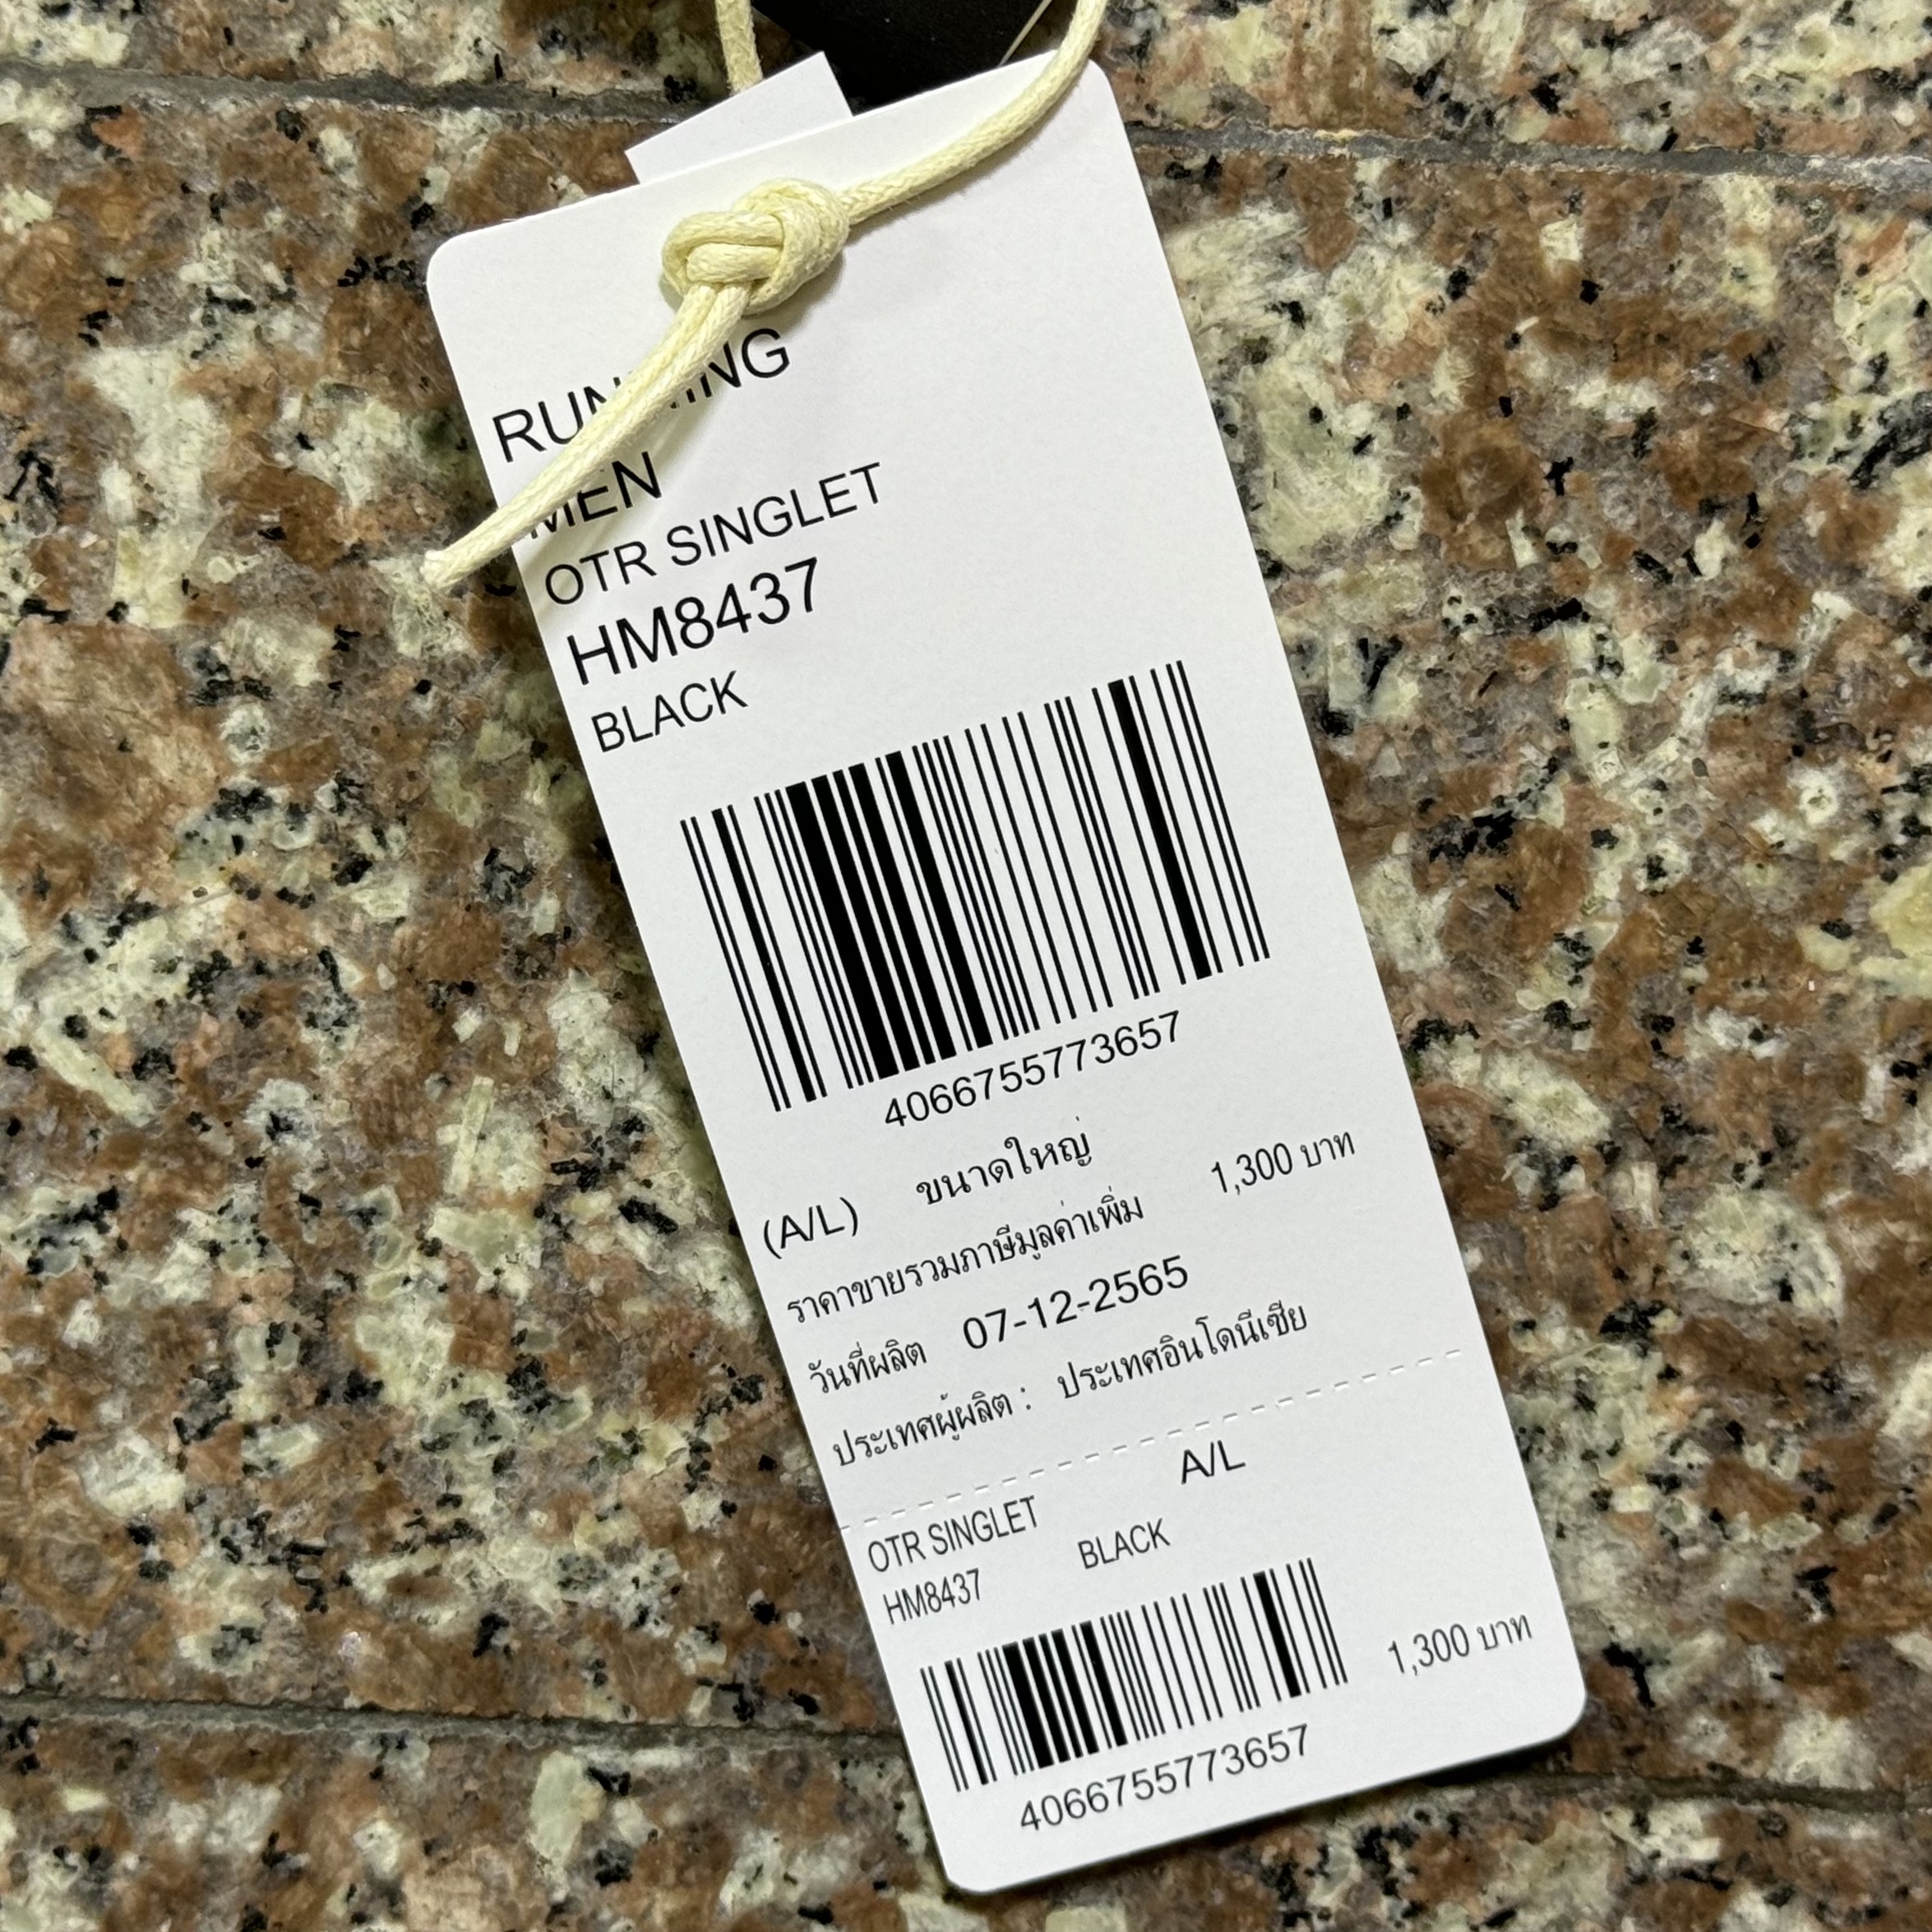 RUNNING
MEN
OTR SINGLET
HM8437
BLACK
4066755773657
(A/L) ขนาดใหญ่
ราคาขายรวมภาษีมูลค่าเพิ่ม 1,300 บาท
วันที่ผลิต 07-12-2565
ประเทศผู้ผลิต : ประเทศอินโดนีเซีย
A/L
OTR SINGLET
HM8437 BLACK
1,300 บาท
4066755773657